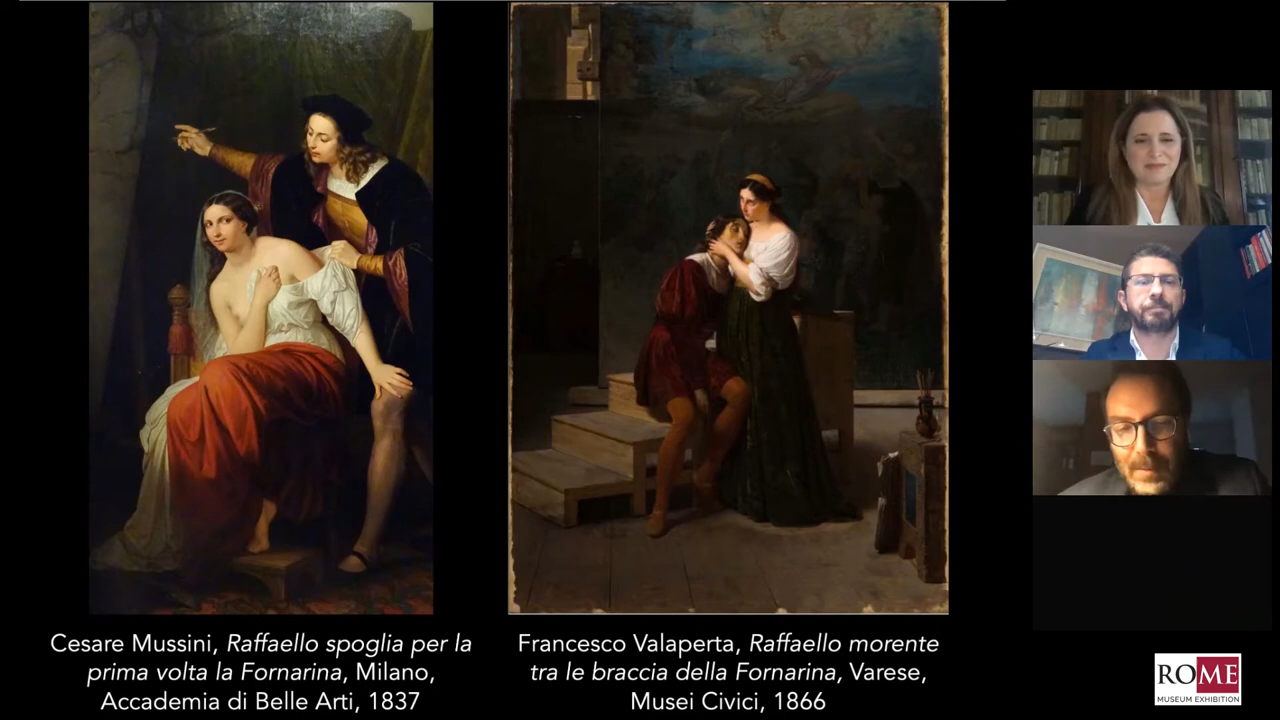 Cesare Mussini, Raffaello spoglia per la
prima volta la Fornarina, Milano,
Accademia di Belle Arti, 1837
Francesco Valaperta, Raffaello morente
tra le braccia della Fornarina, Varese,
Musei Civici, 1866
ROME
MUSEUM EXHIBITION